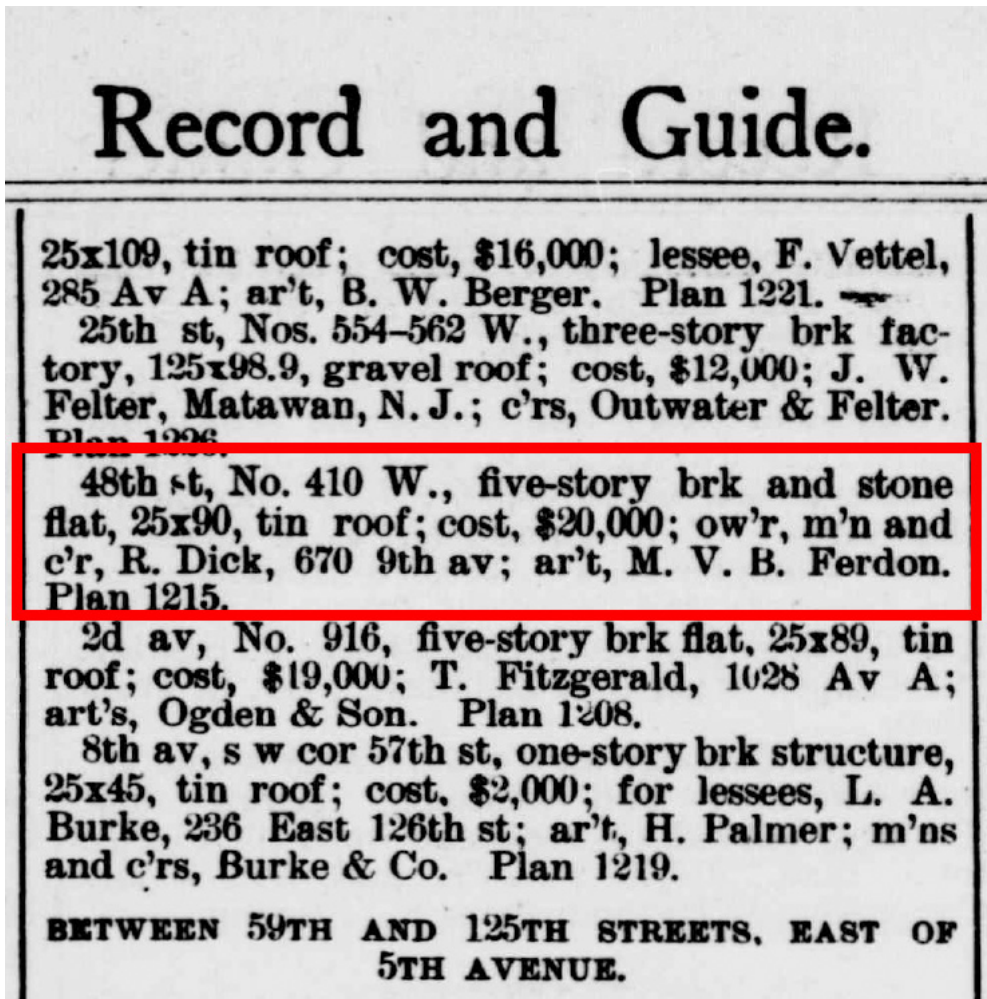 Record and Guide.
25x109, tin roof; cost, $16,000; lessee, F. Vettel,
285 Av A; ar't, B. W. Berger. Plan 1221.
25th st, Nos. 554–562 W., three-story brk fac-
tory, 125x98.9, gravel roof; cost, $12,000; J. W.
Felter, Matawan, N. J.; c'rs, Outwater & Felter.
Plan 1226.
48th st, No. 410 W., five-story brk and stone
flat, 25x90, tin roof; cost, $20,000; ow'r, m'n and
c'r, R. Dick, 670 9th av; ar't, M. V. B. Ferdon.
Plan 1215.
2d av, No. 916, five-story brk flat, 25x89, tin
roof; cost, $19,000; T. Fitzgerald, 1028 Av A;
art's, Ogden & Son. Plan 1208.
8th av, s w cor 57th st, one-story brk structure,
25x45, tin roof; cost, $2,000; for lessees, L. A.
Burke, 236 East 126th st; ar't, H. Palmer; m'ns
and c'rs, Burke & Co. Plan 1219.
BETWEEN 59TH AND 125TH STREETS, EAST OF
5TH AVENUE.